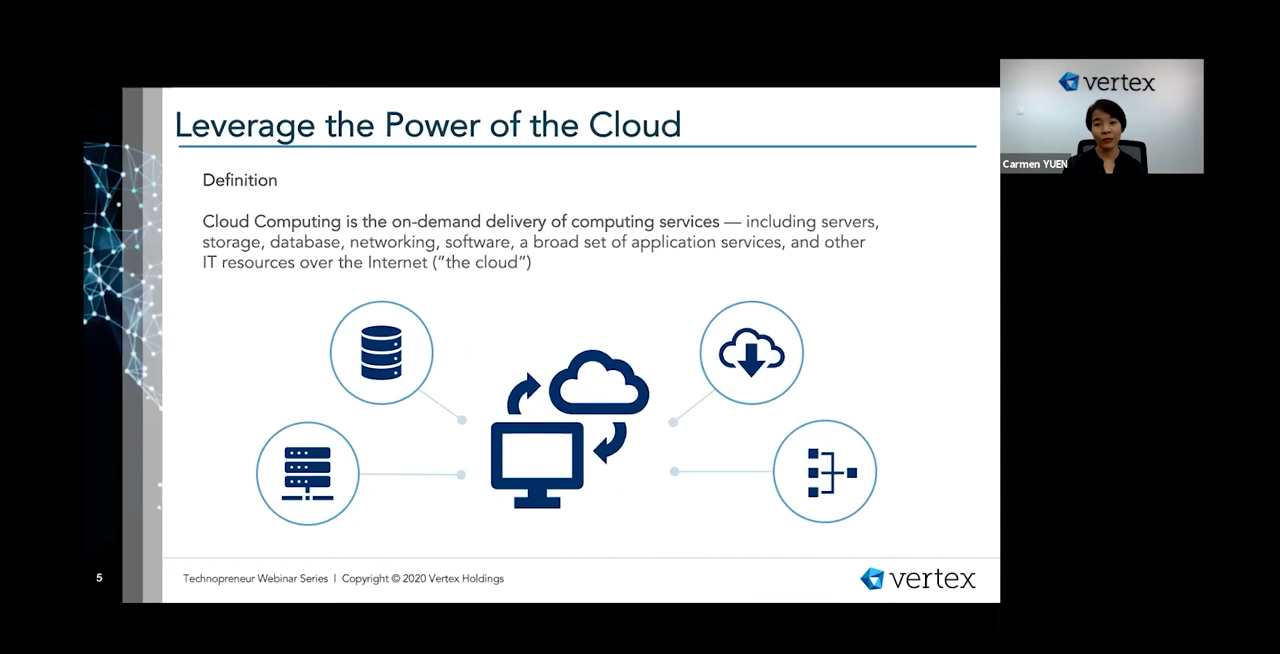 Leverage the Power of the Cloud
vertex
Carmen YUEN
Definition
Cloud Computing is the on-demand delivery of computing services — including servers,
storage, database, networking, software, a broad set of application services, and other
IT resources over the Internet (“the cloud”)
5
Technopreneur Webinar Series | Copyright © 2020 Vertex Holdings
vertex